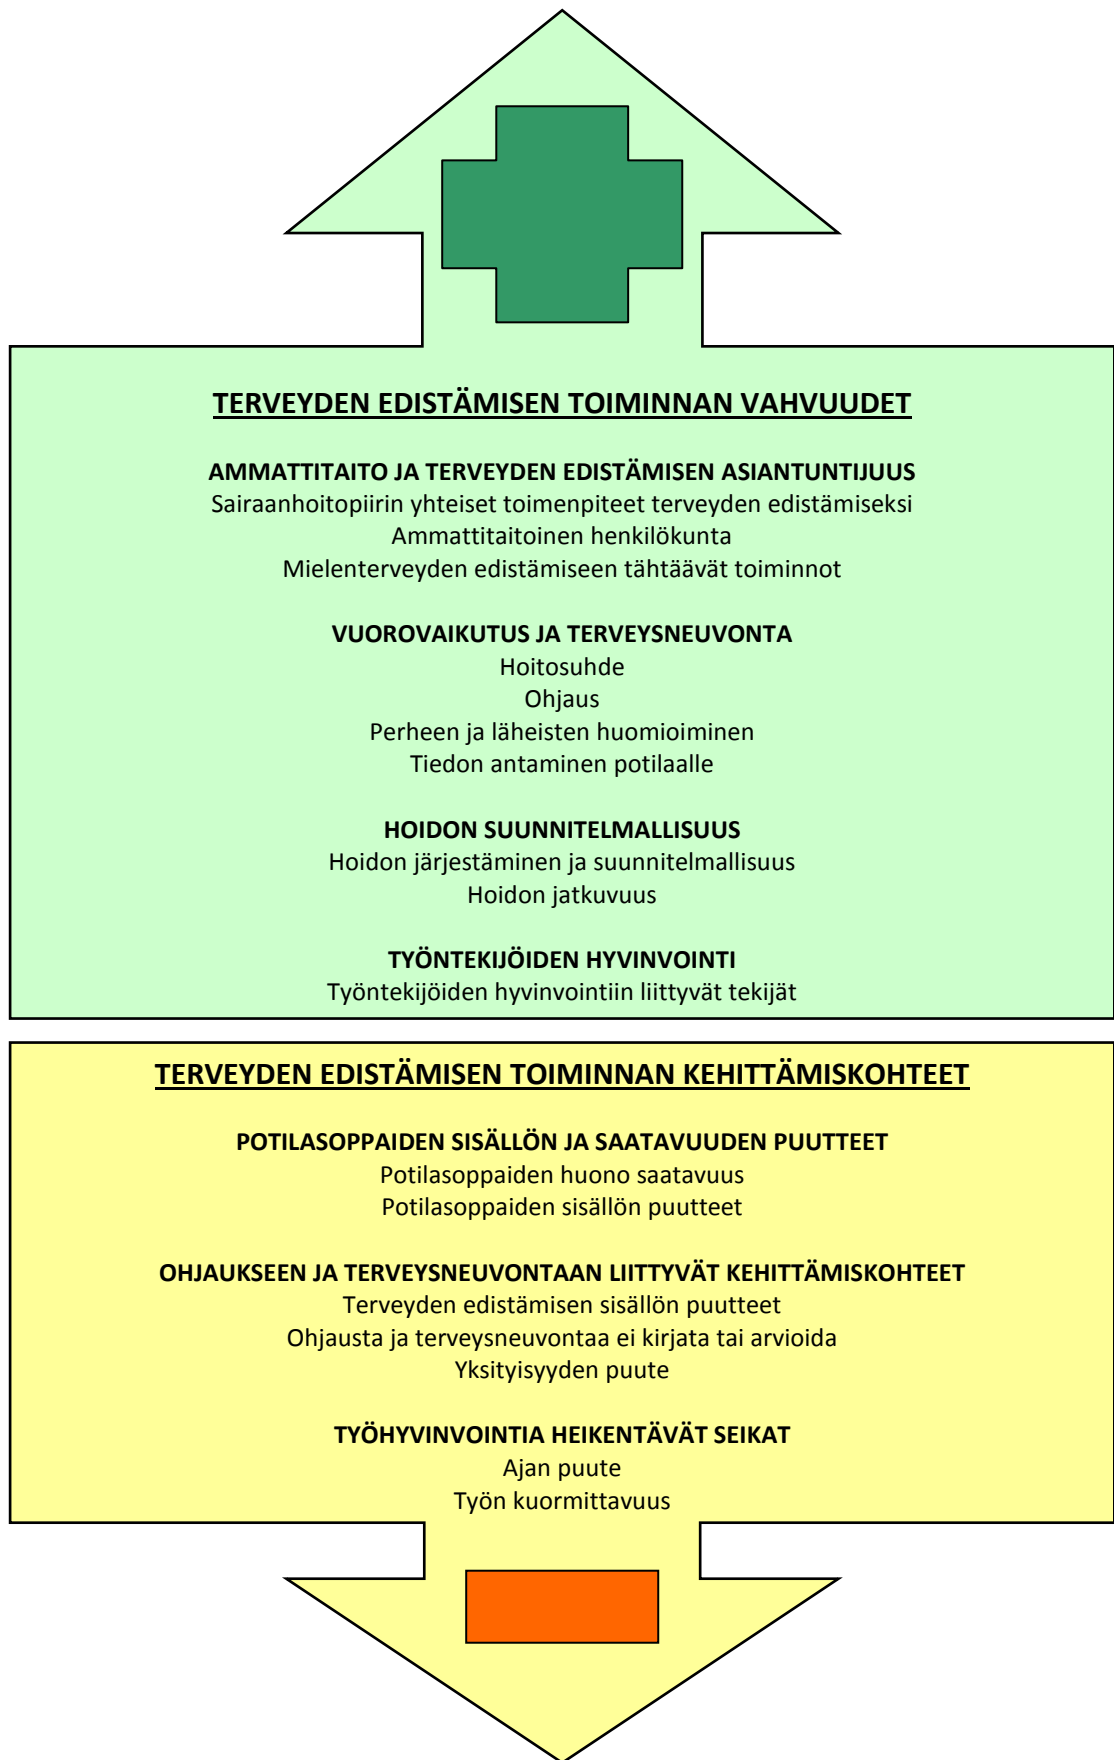 TERVEYDEN EDISTÄMISEN TOIMINNAN VAHVUUDET
AMMATTITAITO JA TERVEYDEN EDISTÄMISEN ASIANTUNTIJUUS
Sairaanhoitopiirin yhteiset toimenpiteet terveyden edistämiseksi
Ammattitaitoinen henkilökunta
Mielenterveyden edistämiseen tähtäävät toiminnot
VUOROVAIKUTUS JA TERVEYSNEUVONTA
Hoitosuhde
Ohjaus
Perheen ja läheisten huomioiminen
Tiedon antaminen potilaalle
HOIDON SUUNNITELMALLISUUS
Hoidon järjestäminen ja suunnitelmallisuus
Hoidon jatkuvuus
TYÖNTEKIJÖIDEN HYVINVOINTI
Työntekijöiden hyvinvointiin liittyvät tekijät
TERVEYDEN EDISTÄMISEN TOIMINNAN KEHITTÄMISKOHTEET
POTILASOPPAIDEN SISÄLLÖN JA SAATAVUUDEN PUUTTEET
Potilasoppaiden huono saatavuus
Potilasoppaiden sisällön puutteet
OHJAUKSEEN JA TERVEYSNEUVONTAAN LIITTYVÄT KEHITTÄMISKOHTEET
Terveyden edistämisen sisällön puutteet
Ohjausta ja terveysneuvontaa ei kirjata tai arvioida
Yksityisyyden puute
TYÖHYVINVOINTIA HEIKENTÄVÄT SEIKAT
Ajan puute
Työn kuormittavuus